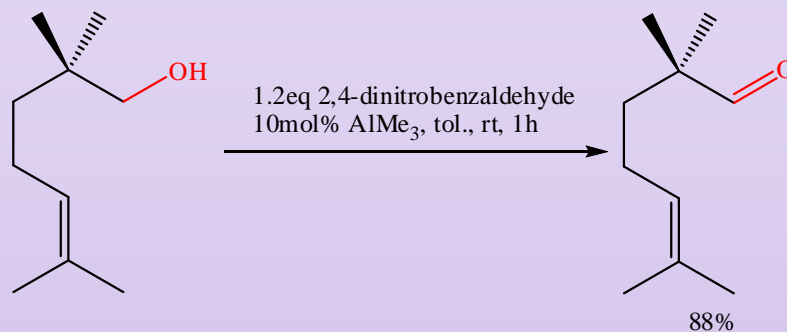 OH
1.2eq 2,4-dinitrobenzaldehyde
10mol% AlMe3, tol., rt, 1h
O
88%